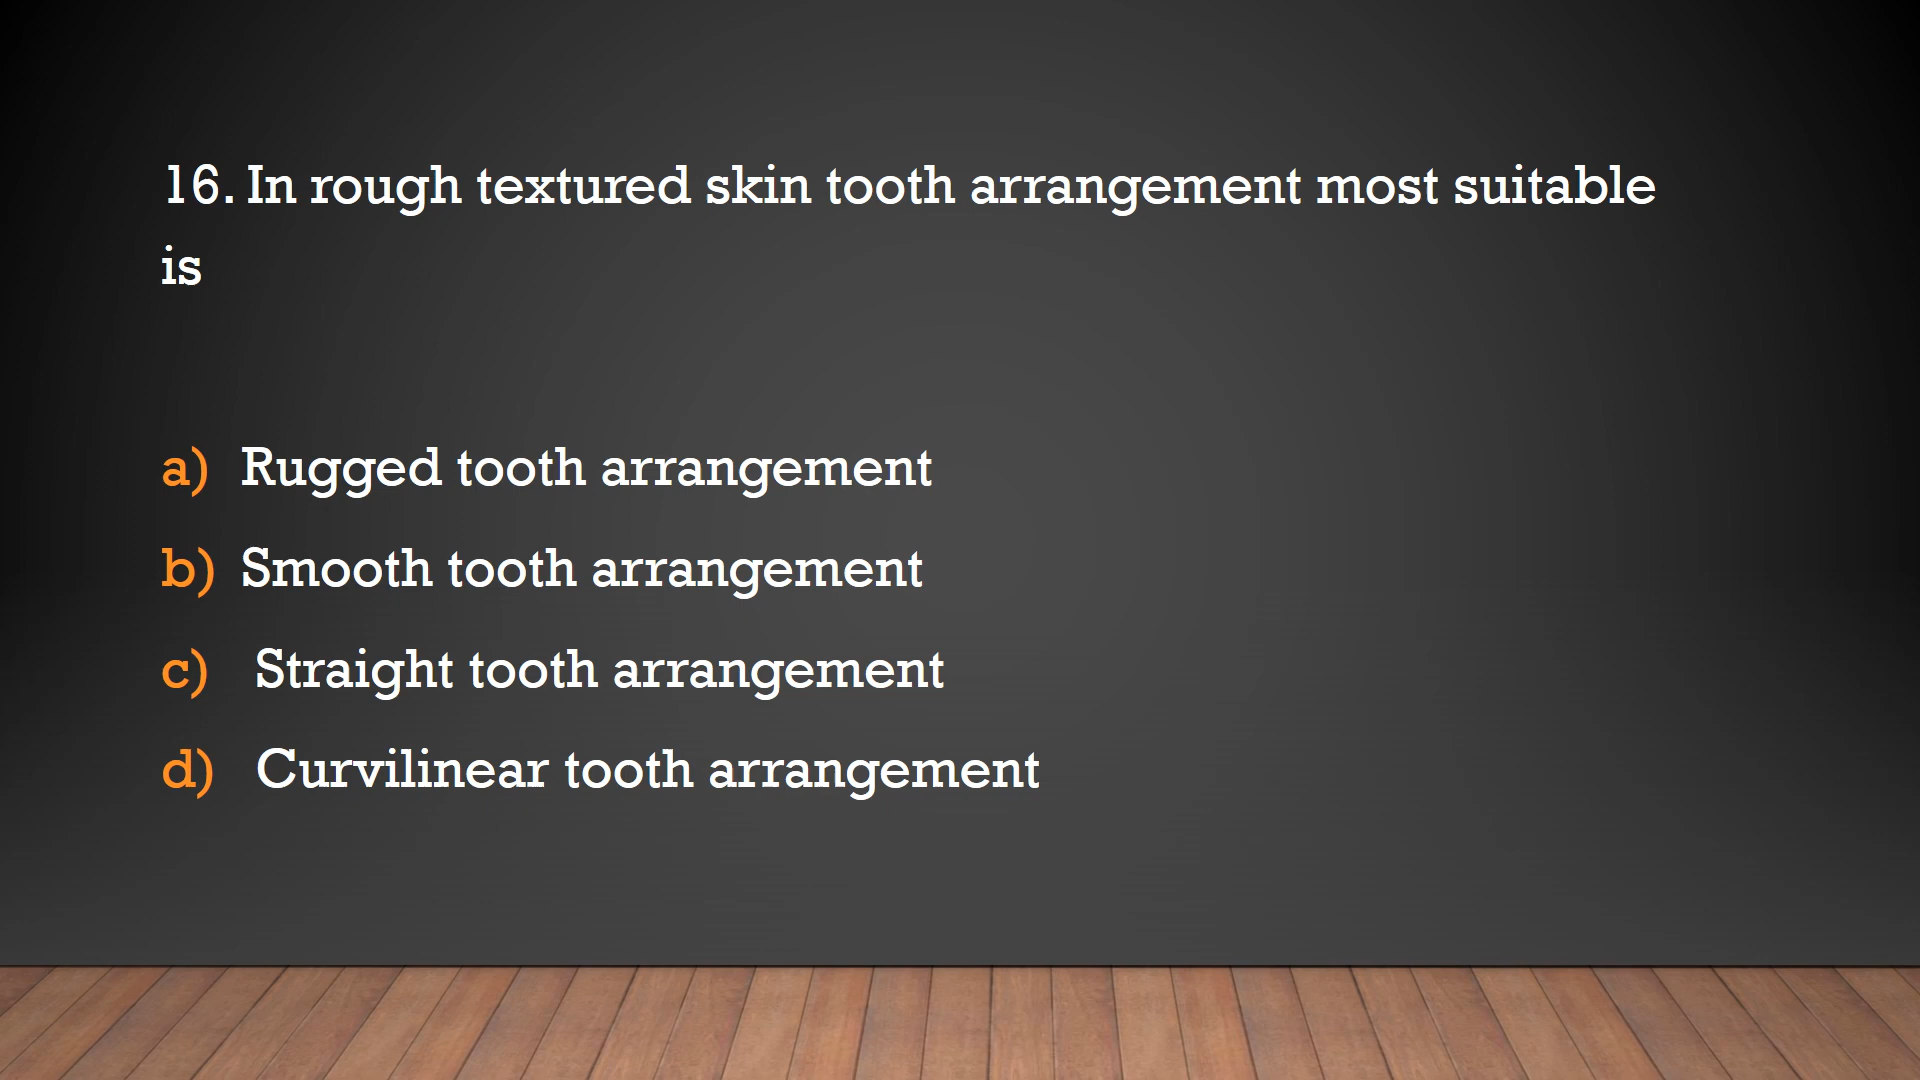 16. In rough textured skin tooth arrangement most suitable
is
a) Rugged tooth arrangement
b) Smooth tooth arrangement
c) Straight tooth arrangement
d) Curvilinear tooth arrangement